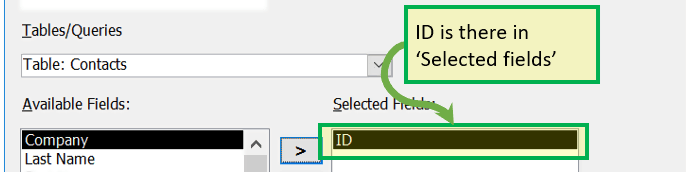 Tables/Queries
ID is there in
‘Selected fields’
Table: Contacts
Available Fields:
Selected Fields:
Company
Last Name
>
ID